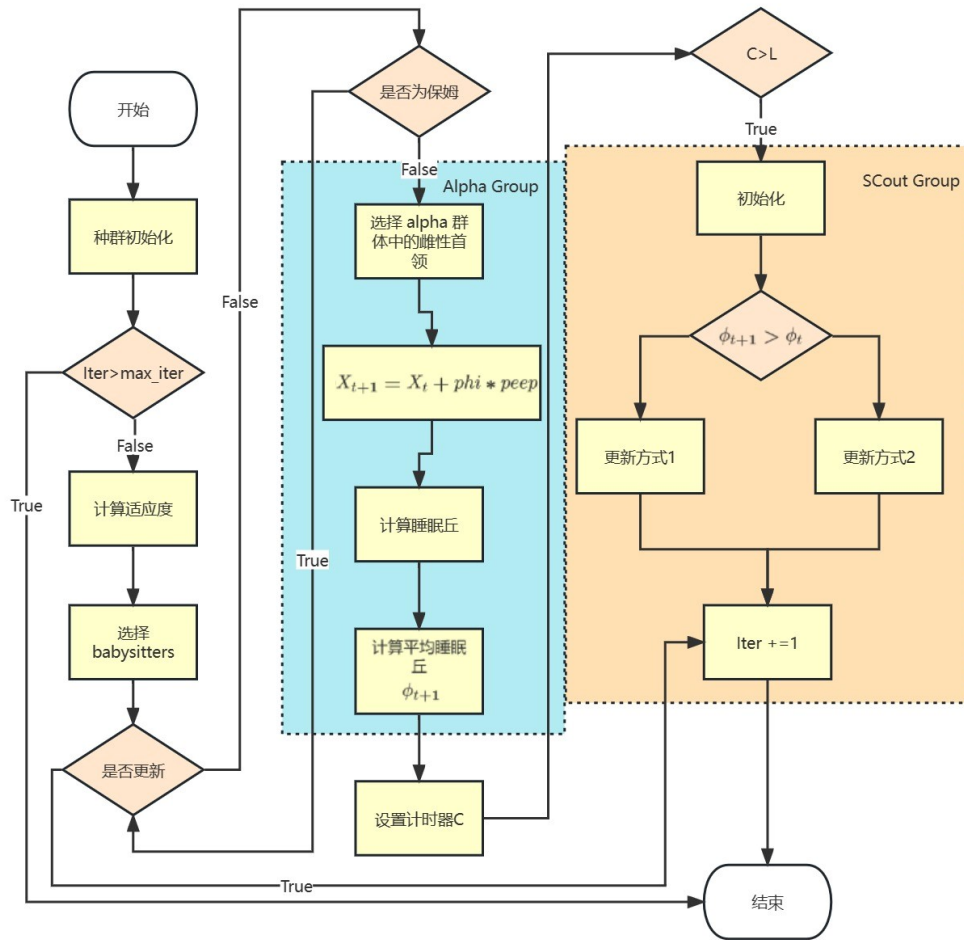 开始
种群初始化
Iter>max_iter
False
True
计算适应度
选择
babysitters
是否更新
False
True
是否为保姆
False
True
Alpha Group
选择 alpha 群
体中的雌性首
领
X_{t+1} = X_t + phi * peep
计算睡眠丘
计算平均睡眠
丘
ϕ_{t+1}
设置计时器C
C>L
True
SCout Group
初始化
ϕ_{t+1} > ϕ_t
更新方式1
更新方式2
Iter +=1
结束